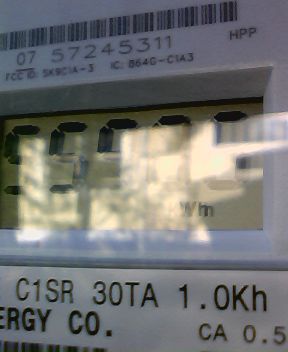 07 57245311
HPP
FCC ID: SK9C1A-3 IC: 864G-C1A3
Wh
C1SR 30TA 1.0Kh
ERGY CO.
CA 0.5